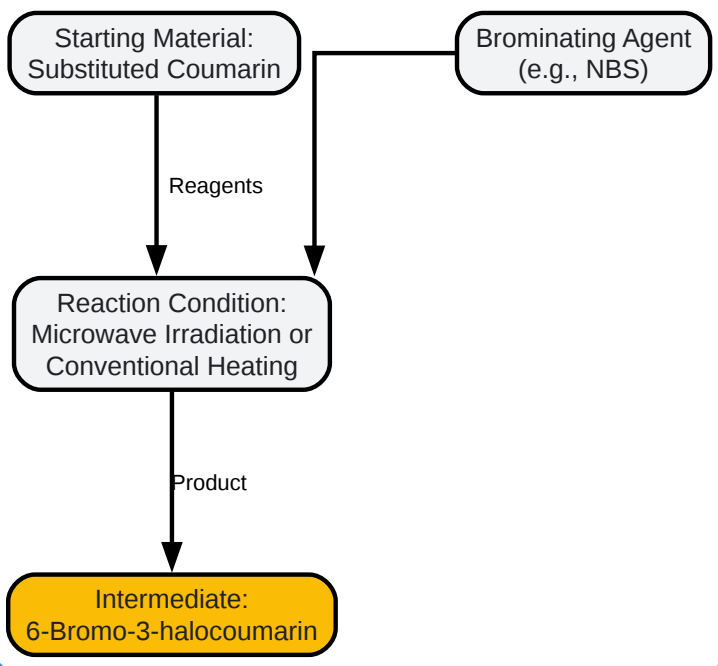 Starting Material:
Substituted Coumarin
Brominating Agent
(e.g., NBS)
Reagents
Reaction Condition:
Microwave Irradiation or
Conventional Heating
Product
Intermediate:
6-Bromo-3-halocoumarin